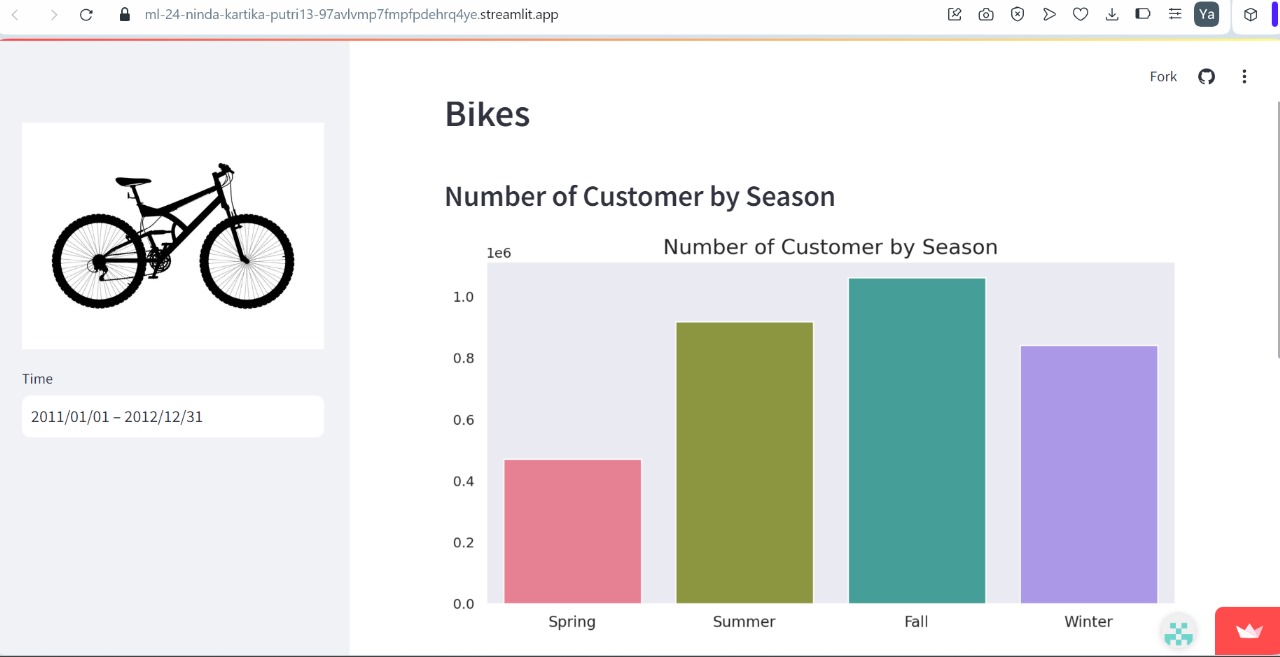 ml-24-ninda-kartika-putri13-97avlvmp7fmpfpdehrq4ye.streamlit.app
Ya
Fork
Bikes
Number of Customer by Season
Number of Customer by Season
1e6
1.0
0.8
0.6
0.4
0.2
0.0
Spring Summer Fall Winter
Time
2011/01/01 – 2012/12/31